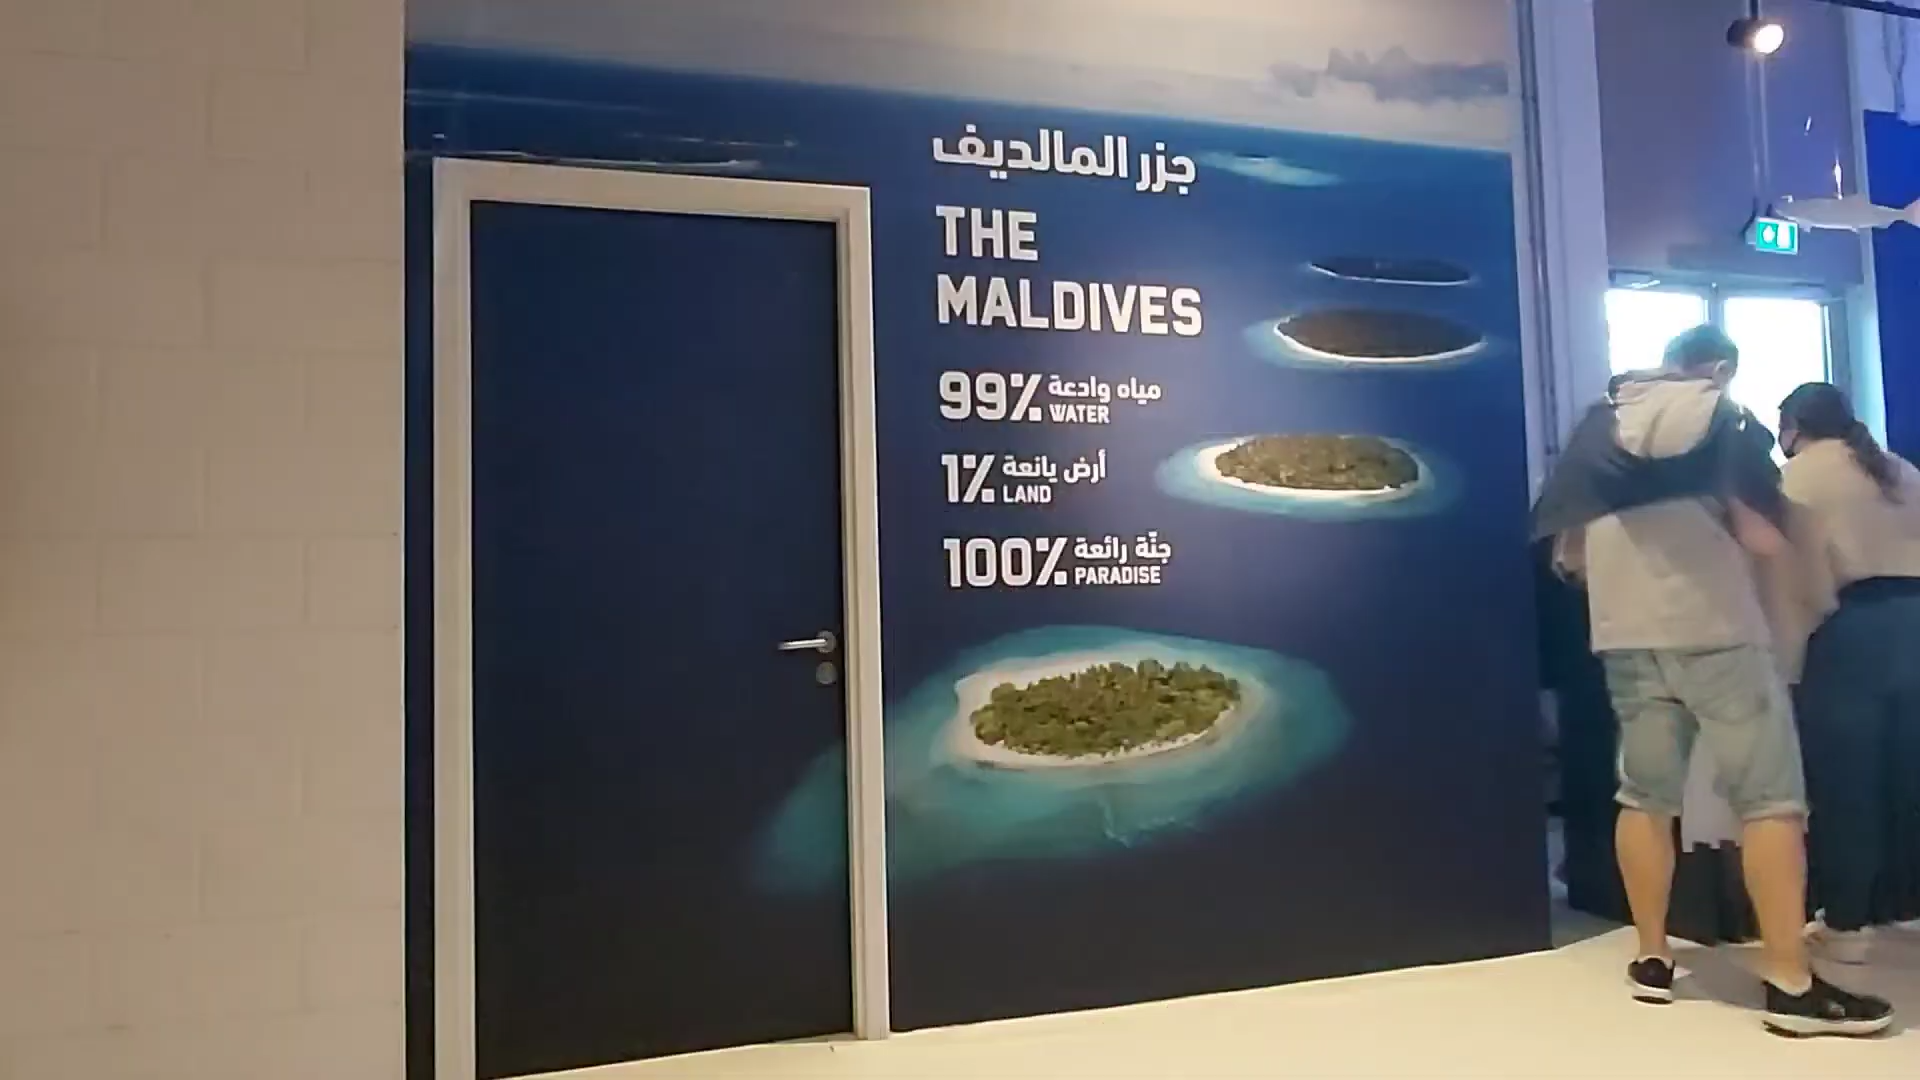 جزر المالديف
THE
MALDIVES
99% مياه وادعة
WATER
1% أرض يانعة
LAND
100% جنّة رائعة
PARADISE